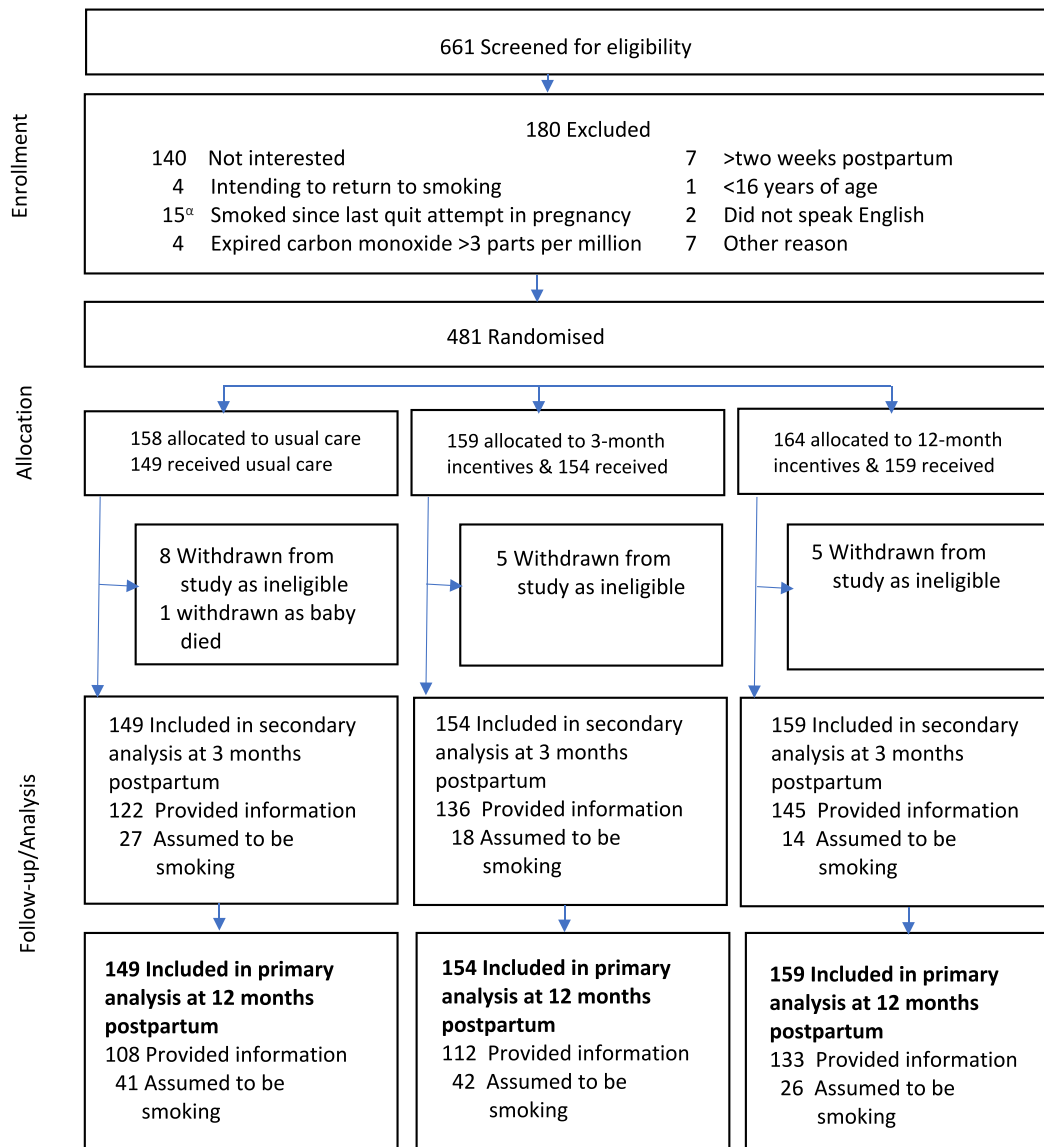 661 Screened for eligibility
Enrollment
180 Excluded
140 Not interested
4 Intending to return to smoking
15α Smoked since last quit attempt in pregnancy
4 Expired carbon monoxide >3 parts per million
7 >two weeks postpartum
1 <16 years of age
2 Did not speak English
7 Other reason
481 Randomised
Allocation
158 allocated to usual care
149 received usual care
159 allocated to 3-month
incentives & 154 received
164 allocated to 12-month
incentives & 159 received
8 Withdrawn from
study as ineligible
1 withdrawn as baby
died
5 Withdrawn from
study as ineligible
5 Withdrawn from
study as ineligible
Follow-up/Analysis
149 Included in secondary
analysis at 3 months
postpartum
122 Provided information
27 Assumed to be
smoking
154 Included in secondary
analysis at 3 months
postpartum
136 Provided information
18 Assumed to be
smoking
159 Included in secondary
analysis at 3 months
postpartum
145 Provided information
14 Assumed to be
smoking
149 Included in primary
analysis at 12 months
postpartum
108 Provided information
41 Assumed to be
smoking
154 Included in primary
analysis at 12 months
postpartum
112 Provided information
42 Assumed to be
smoking
159 Included in primary
analysis at 12 months
postpartum
133 Provided information
26 Assumed to be
smoking